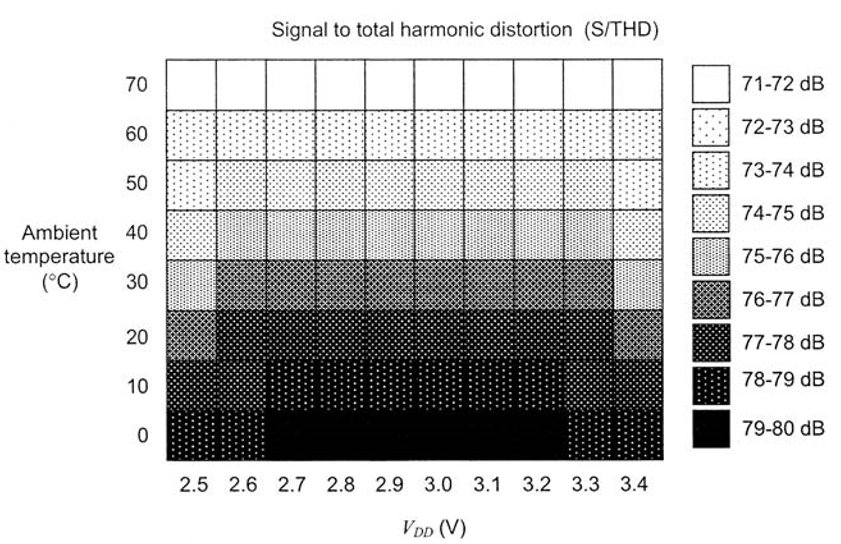 Signal to total harmonic distortion (S/THD)
70
60
50
40
30
20
10
0
Ambient
temperature
(°C)
2.5 2.6 2.7 2.8 2.9 3.0 3.1 3.2 3.3 3.4
V_DD (V)
71-72 dB
72-73 dB
73-74 dB
74-75 dB
75-76 dB
76-77 dB
77-78 dB
78-79 dB
79-80 dB